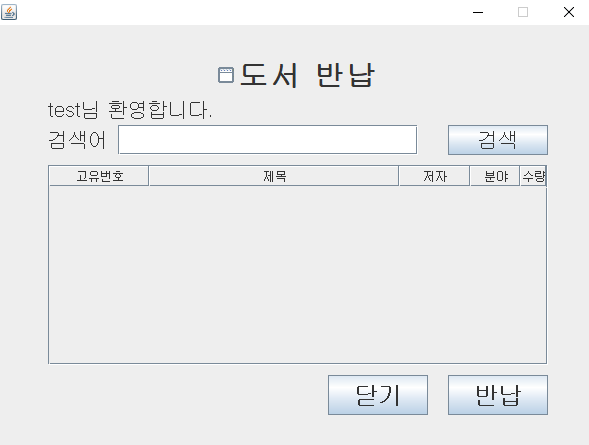 도서 반납
test님 환영합니다.
검색어 검색
고유번호 제목 저자 분야 수량
닫기 반납